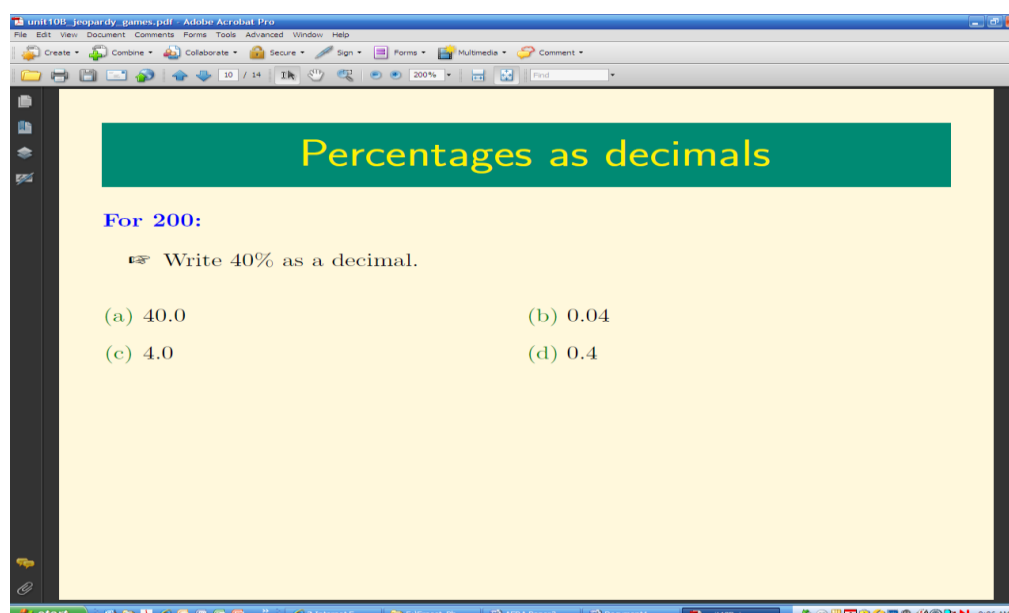 unit10B_jeopardy_games.pdf - Adobe Acrobat Pro
File Edit View Document Comments Forms Tools Advanced Window Help
Create Combine Collaborate Secure Sign Forms Multimedia Comment
10 / 14 200% Find
Percentages as decimals
For 200:
☞ Write 40% as a decimal.
(a) 40.0 (b) 0.04
(c) 4.0 (d) 0.4
start